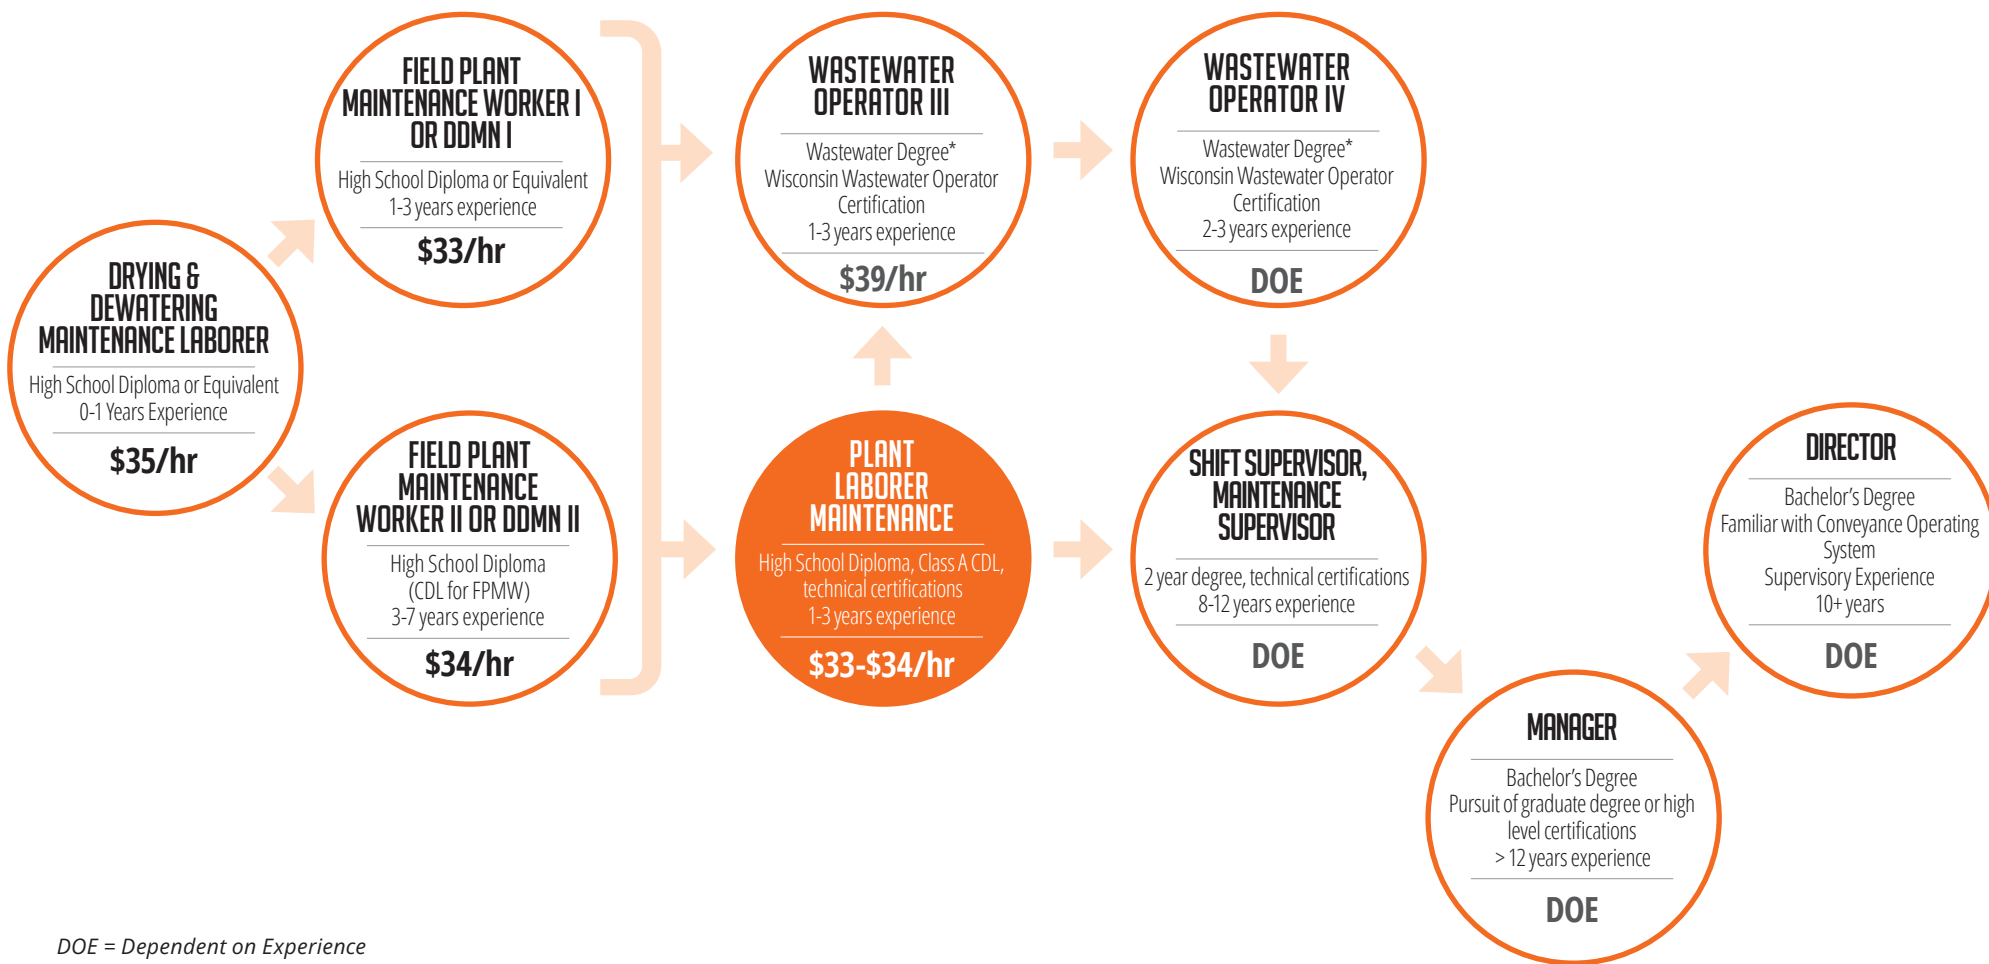 FIELD PLANT
MAINTENANCE WORKER I
OR DDMN I
High School Diploma or Equivalent
1-3 years experience
$33/hr
WASTEWATER
OPERATOR III
Wastewater Degree*
Wisconsin Wastewater Operator
Certification
1-3 years experience
$39/hr
WASTEWATER
OPERATOR IV
Wastewater Degree*
Wisconsin Wastewater Operator
Certification
2-3 years experience
DOE
DRYING &
DEWATERING
MAINTENANCE LABORER
High School Diploma or Equivalent
0-1 Years Experience
$35/hr
FIELD PLANT
MAINTENANCE
WORKER II OR DDMN II
High School Diploma
(CDL for FPMW)
3-7 years experience
$34/hr
PLANT
LABORER
MAINTENANCE
High School Diploma, Class A CDL,
technical certifications
1-3 years experience
$33-$34/hr
SHIFT SUPERVISOR,
MAINTENANCE
SUPERVISOR
2 year degree, technical certifications
8-12 years experience
DOE
DIRECTOR
Bachelor's Degree
Familiar with Conveyance Operating
System
Supervisory Experience
10+ years
DOE
MANAGER
Bachelor's Degree
Pursuit of graduate degree or high
level certifications
> 12 years experience
DOE
DOE = Dependent on Experience